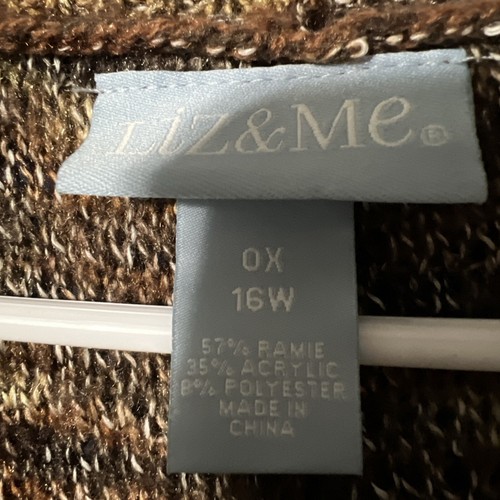 Liz&Me®
0X
16W
57% RAMIE
35% ACRYLIC
8% POLYESTER
MADE IN
CHINA